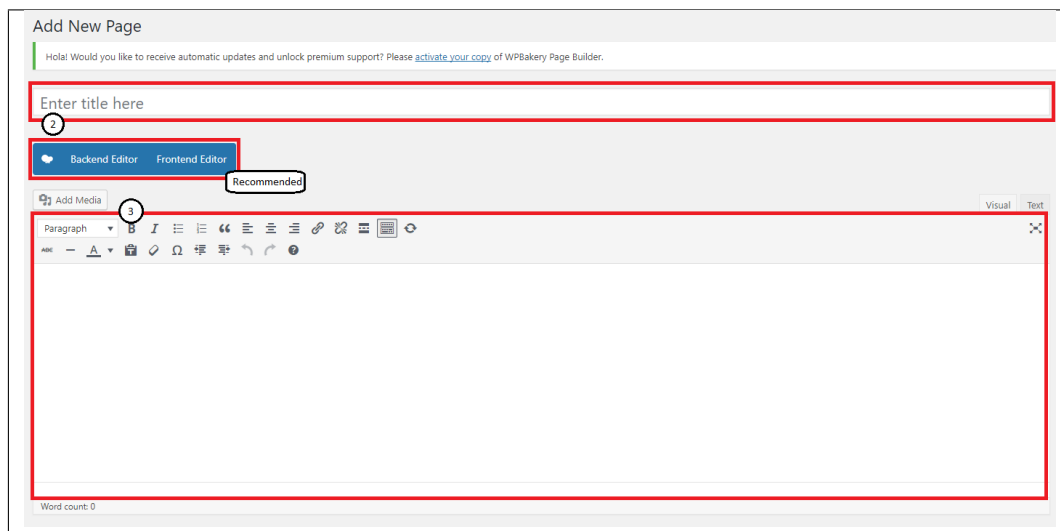 Add New Page
Hola! Would you like to receive automatic updates and unlock premium support? Please activate your copy of WPBakery Page Builder.
Enter title here
2
Backend Editor Frontend Editor
Recommended
Add Media
Visual Text
3
Paragraph B I
ABC A Ω
Word count: 0